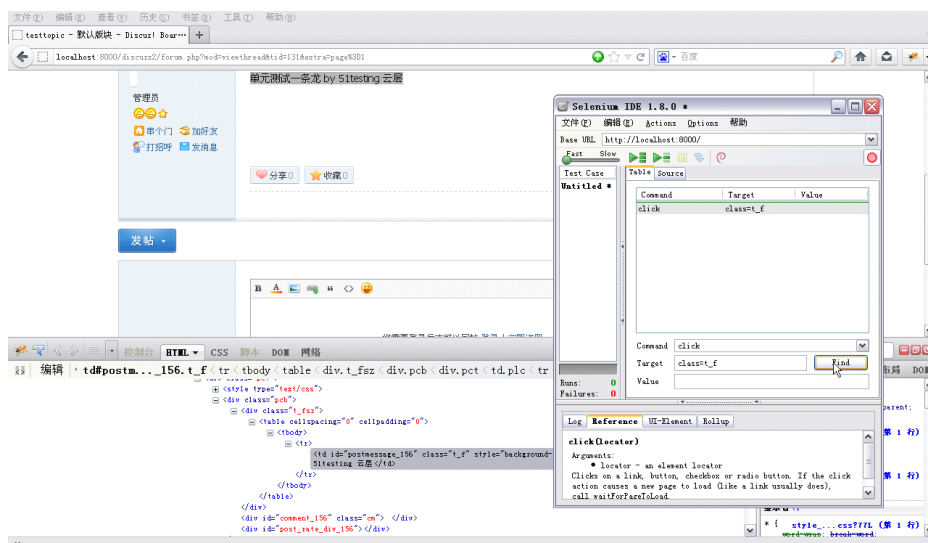 文件(F) 编辑(E) 查看(V) 历史(S) 书签(B) 工具(T) 帮助(H)
testtopic - 默认版块 - Discuz! Boar… +
localhost:8000/discuzx2/forum.php?mod=viewthread&tid=131&extra=page%3D1
百度
单元测试一条龙 by 51testing 云层
管理员
串个门 加好友
打招呼 发消息
分享0 收藏0
发帖
B A
Selenium IDE 1.8.0 *
文件(F) 编辑(E) Actions Options 帮助
Base URL http://localhost:8000/
Fast Slow
Test Case
Untitled *
Table Source
Command Target Value
click class=t_f
Command click
Target class=t_f Find
Value
Runs: 0
Failures: 0
Log Reference UI-Element Rollup
click(locator)
Arguments:
locator - an element locator
Clicks on a link, button, checkbox or radio button. If the click
action causes a new page to load (like a link usually does),
call waitForPageToLoad.
控制台 HTML CSS 脚本 DOM 网络
编辑 td#postm..._156.t_f < tr < tbody < table < div.t_fsz < div.pcb < div.pct < td.plc < tr
<style type="text/css">
<div class="pcb">
<div class="t_fsz">
<table cellspacing="0" cellpadding="0">
<tbody>
<tr>
<td id="postmessage_156" class="t_f" style="background-
51testing 云层</td>
</tr>
</tbody>
</table>
</div>
<div id="comment_156" class="cm"> </div>
<div id="post_rate_div_156"></div>
布局 DOM
parent;
(第 1 行)
(第 1 行)
* { style_...css?77L (第 1 行)
word-wrap: break-word;